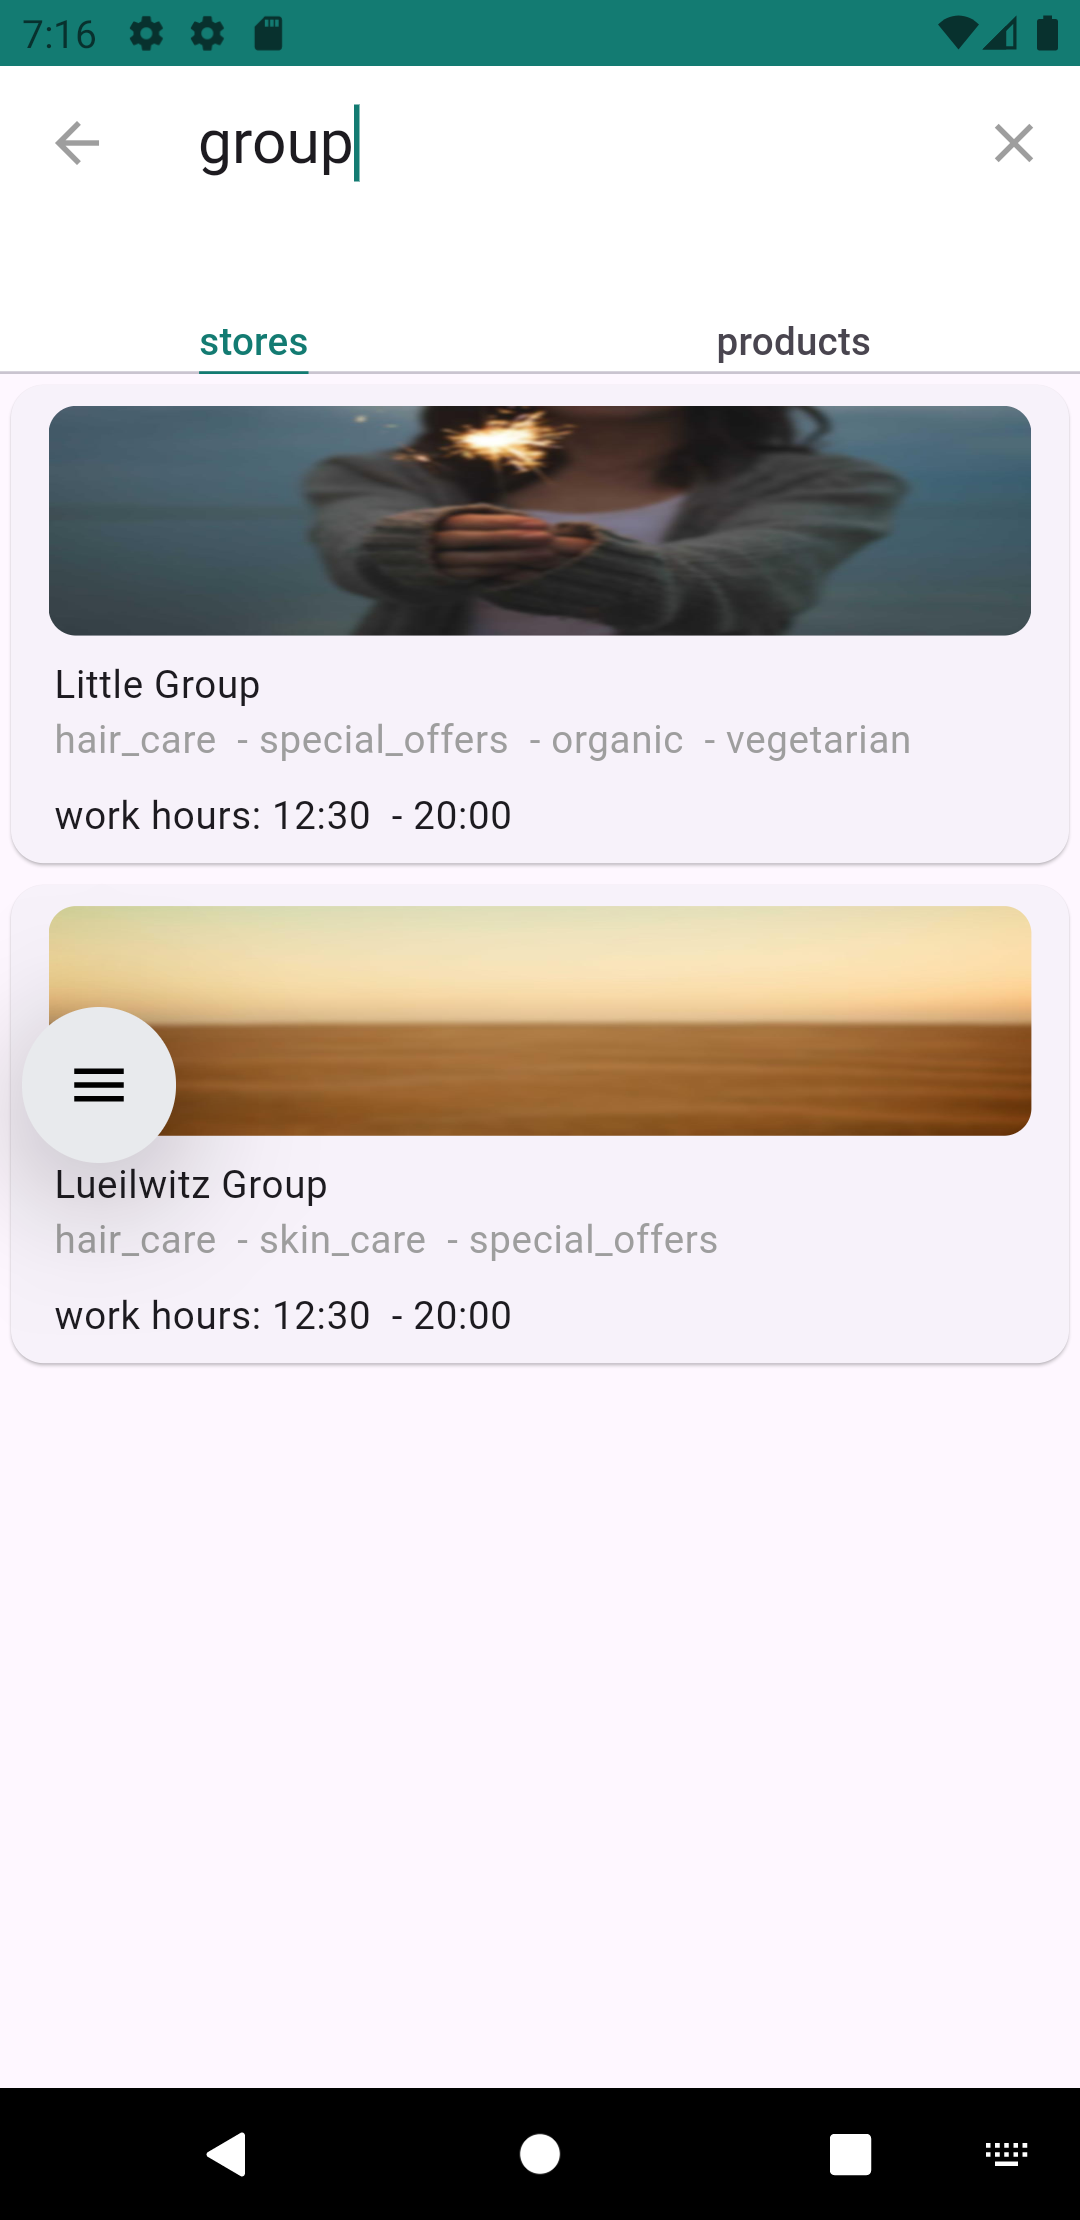 7:16
group
stores
products
Little Group
hair_care - special_offers - organic - vegetarian
work hours: 12:30 - 20:00
Lueilwitz Group
hair_care - skin_care - special_offers
work hours: 12:30 - 20:00